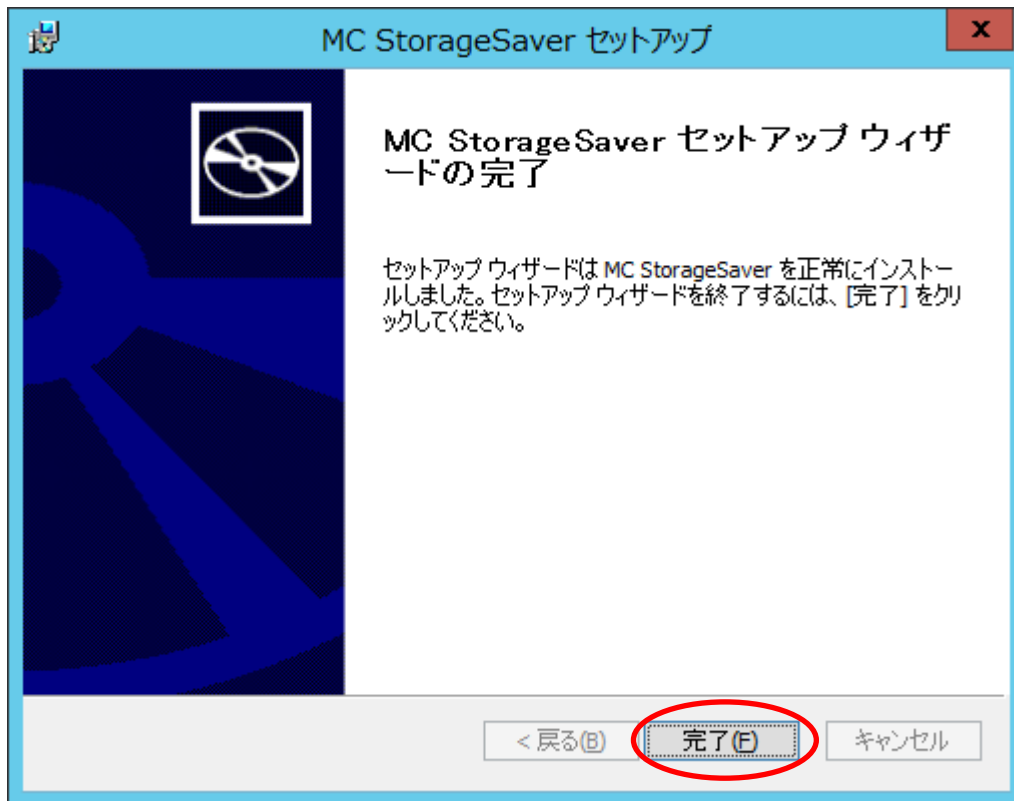 MC StorageSaver セットアップ
x
MC StorageSaver セットアップ ウィザ
ードの完了
セットアップ ウィザードは MC StorageSaver を正常にインストー
ルしました。セットアップ ウィザードを終了するには、[完了] をクリ
ックしてください。
< 戻る(B) 完了(F) キャンセル